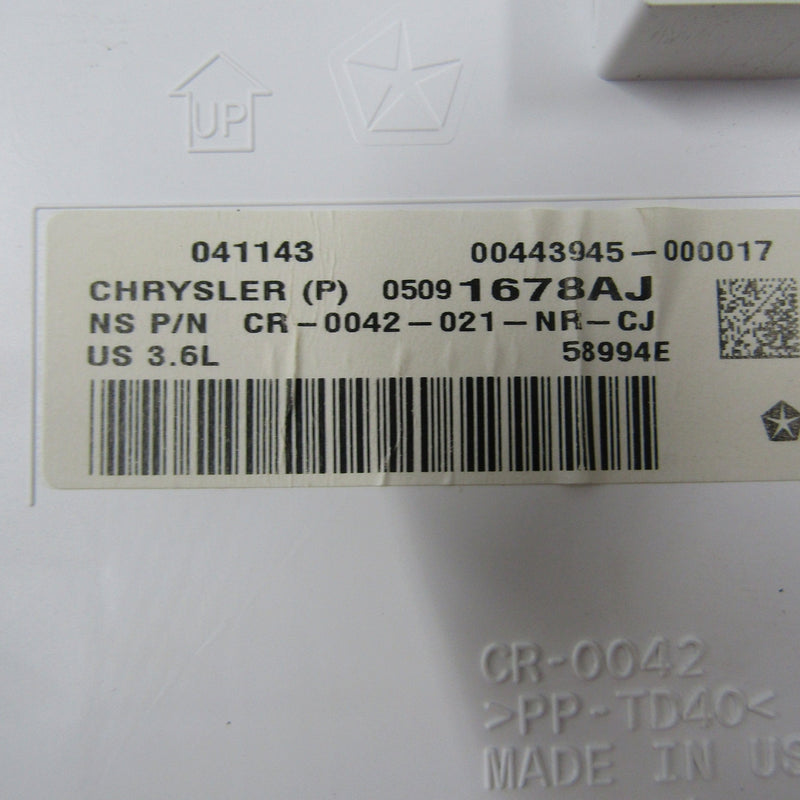 UP
041143 00443945-000017
CHRYSLER (P) 05091678AJ
NS P/N CR-0042-021-NR-CJ
US 3.6L 58994E
CR-0042
>PP-TD40<
MADE IN US